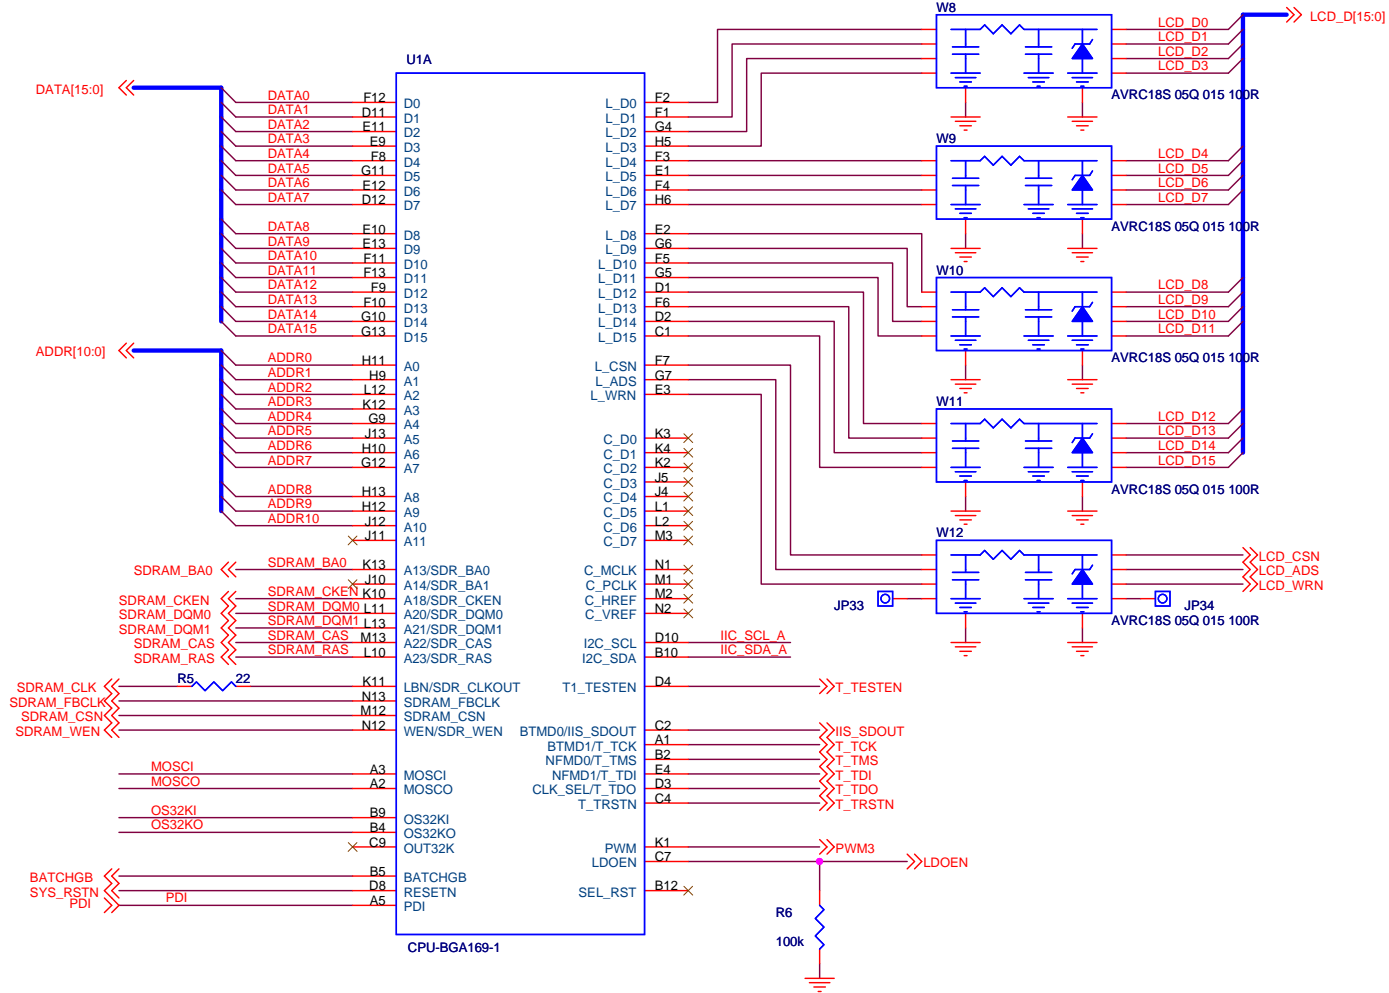 W8
LCD_D[15:0]
LCD_D0
LCD_D1
LCD_D2
LCD_D3
AVRC18S 05Q 015 100R
U1A
DATA[15:0]
DATA0 F12 D0
DATA1 D11 D1
DATA2 E11 D2
DATA3 E9 D3
DATA4 F8 D4
DATA5 G11 D5
DATA6 E12 D6
DATA7 D12 D7
DATA8 E10 D8
DATA9 E13 D9
DATA10 F11 D10
DATA11 F13 D11
DATA12 F9 D12
DATA13 F10 D13
DATA14 G10 D14
DATA15 G13 D15
ADDR[10:0]
ADDR0 H11 A0
ADDR1 H9 A1
ADDR2 L12 A2
ADDR3 K12 A3
ADDR4 G9 A4
ADDR5 J13 A5
ADDR6 H10 A6
ADDR7 G12 A7
ADDR8 H13 A8
ADDR9 H12 A9
ADDR10 J12 A10
J11 A11
SDRAM_BA0 SDRAM_BA0 K13 A13/SDR_BA0
J10 A14/SDR_BA1
SDRAM_CKEN SDRAM_CKEN K10 A18/SDR_CKEN
SDRAM_DQM0 SDRAM_DQM0 L11 A20/SDR_DQM0
SDRAM_DQM1 SDRAM_DQM1 L13 A21/SDR_DQM1
SDRAM_CAS SDRAM_CAS M13 A22/SDR_CAS
SDRAM_RAS SDRAM_RAS L10 A23/SDR_RAS
SDRAM_CLK R5 22 K11 LBN/SDR_CLKOUT
SDRAM_FBCLK N13 SDRAM_FBCLK
SDRAM_CSN M12 SDRAM_CSN
SDRAM_WEN N12 WEN/SDR_WEN
MOSCI A3 MOSCI
MOSCO A2 MOSCO
OS32KI B9 OS32KI
OS32KO B4 OS32KO
C9 OUT32K
BATCHGB B5 BATCHGB
SYS_RSTN D8 RESETN
PDI PDI A5 PDI
CPU-BGA169-1
L_D0 F2
L_D1 F1
L_D2 G4
L_D3 H5
L_D4 F3
L_D5 E1
L_D6 F4
L_D7 H6
L_D8 E2
L_D9 G6
L_D10 F5
L_D11 G5
L_D12 D1
L_D13 F6
L_D14 D2
L_D15 C1
L_CSN F7
L_ADS G7
L_WRN E3
C_D0 K3
C_D1 K4
C_D2 K2
C_D3 J5
C_D4 J4
C_D5 L1
C_D6 L2
C_D7 M3
C_MCLK N1
C_PCLK M1
C_HREF M2
C_VREF N2
I2C_SCL D10 IIC_SCL_A
I2C_SDA B10 IIC_SDA_A
T1_TESTEN D4 T_TESTEN
BTMD0/IIS_SDOUT C2 IIS_SDOUT
BTMD1/T_TCK A1 T_TCK
NFMD0/T_TMS B2 T_TMS
NFMD1/T_TDI E4 T_TDI
CLK_SEL/T_TDO D3 T_TDO
T_TRSTN C4 T_TRSTN
PWM K1 PWM3
LDOEN C7 LDOEN
SEL_RST B12
R6
100k
W9
LCD_D4
LCD_D5
LCD_D6
LCD_D7
AVRC18S 05Q 015 100R
W10
LCD_D8
LCD_D9
LCD_D10
LCD_D11
AVRC18S 05Q 015 100R
W11
LCD_D12
LCD_D13
LCD_D14
LCD_D15
AVRC18S 05Q 015 100R
W12
LCD_CSN
LCD_ADS
LCD_WRN
JP33
JP34
AVRC18S 05Q 015 100R